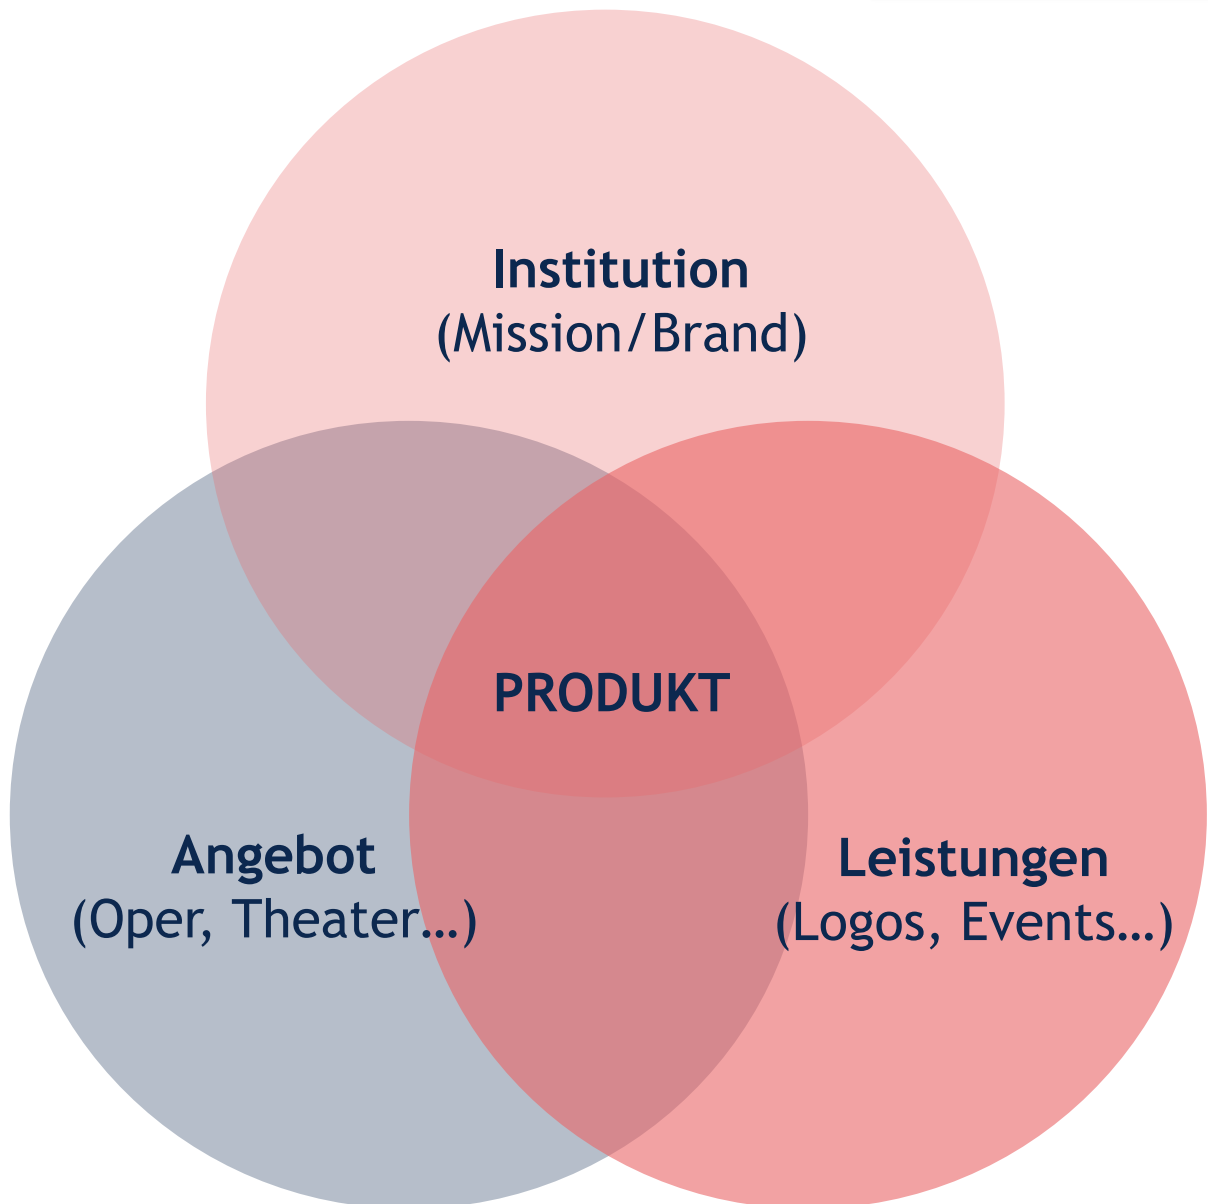 Institution
(Mission/Brand)
PRODUKT
Angebot
(Oper, Theater…)
Leistungen
(Logos, Events…)